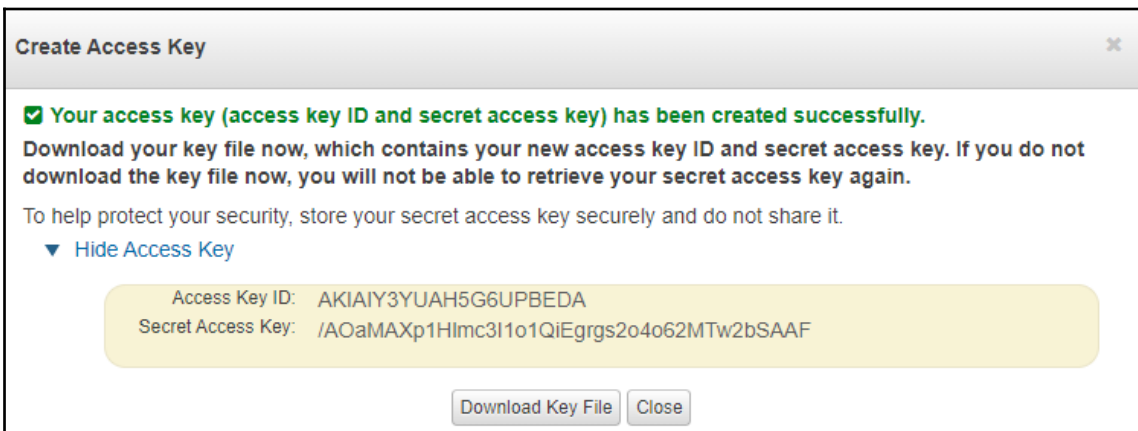 Create Access Key
Your access key (access key ID and secret access key) has been created successfully.
Download your key file now, which contains your new access key ID and secret access key. If you do not
download the key file now, you will not be able to retrieve your secret access key again.
To help protect your security, store your secret access key securely and do not share it.
Hide Access Key
Access Key ID: AKIAIY3YUAH5G6UPBEDA
Secret Access Key: /AOaMAXp1HImc3I1o1QiEgrgs2o4o62MTw2bSAAF
Download Key File Close